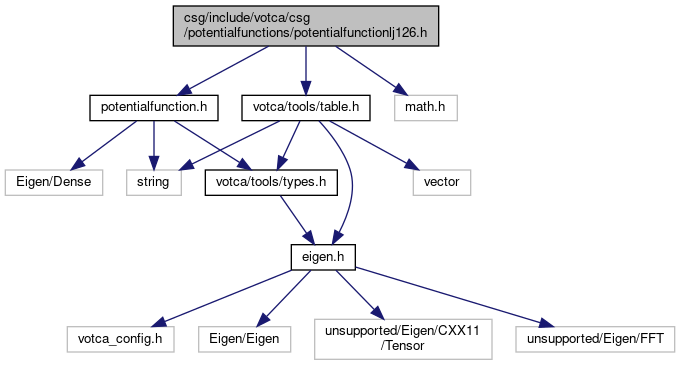 csg/include/votca/csg
/potentialfunctions/potentialfunctionlj126.h
potentialfunction.h
votca/tools/table.h
math.h
Eigen/Dense
string
votca/tools/types.h
vector
eigen.h
votca_config.h
Eigen/Eigen
unsupported/Eigen/CXX11
/Tensor
unsupported/Eigen/FFT